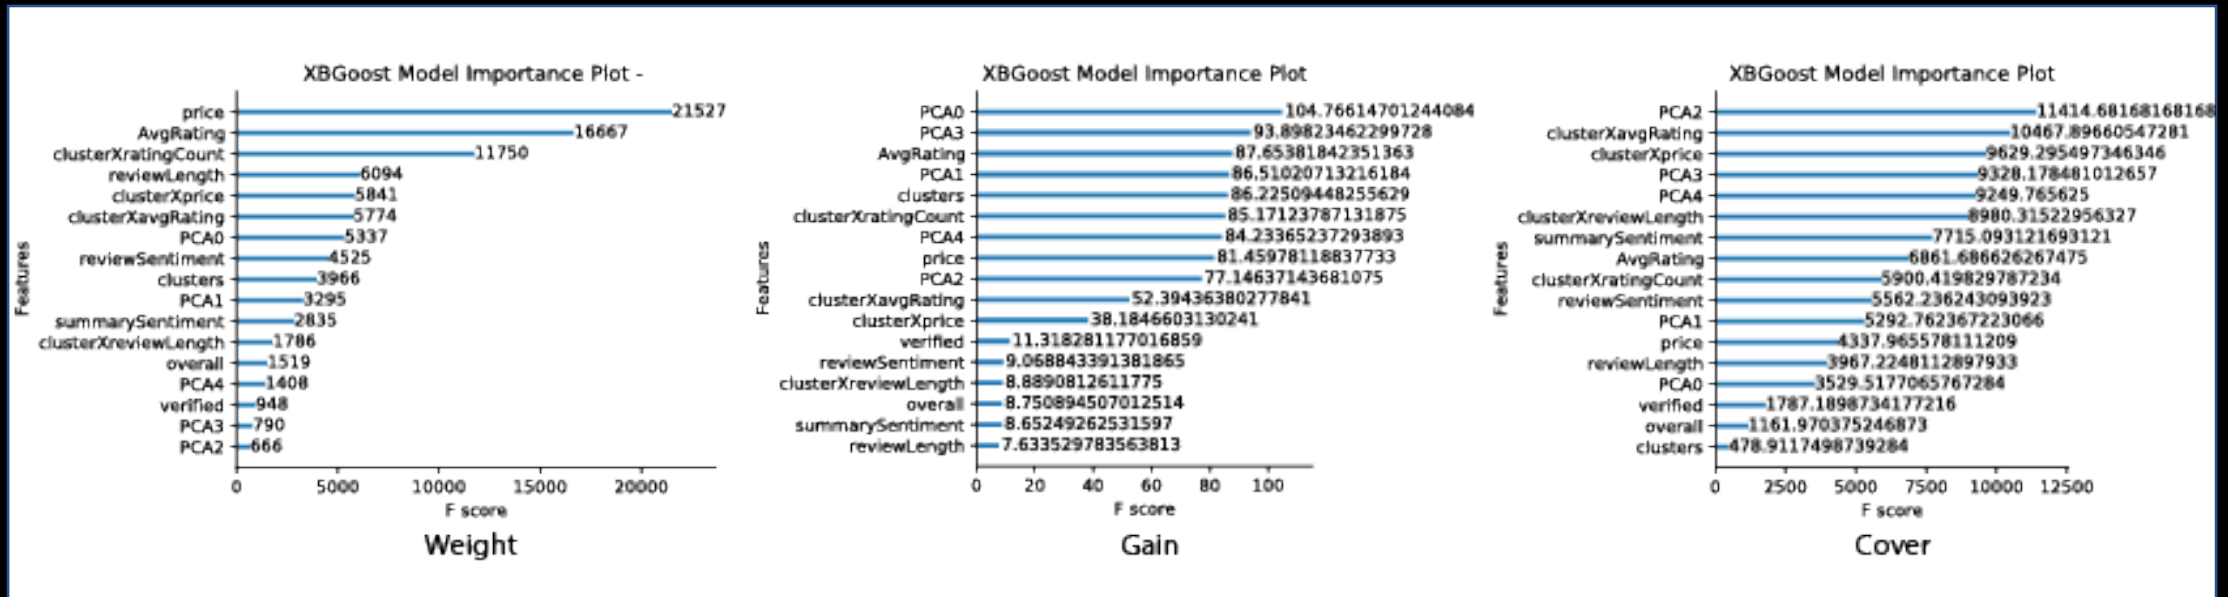 XBGoost Model Importance Plot -
price 21527
AvgRating 16667
clusterXratingCount 11750
reviewLength 6094
clusterXprice 5841
clusterXavgRating 5774
PCA0 5337
reviewSentiment 4525
clusters 3966
PCA1 3295
summarySentiment 2835
clusterXreviewLength 1786
overall 1519
PCA4 1408
verified 948
PCA3 790
PCA2 666
Features
0 5000 10000 15000 20000
F score
Weight
XBGoost Model Importance Plot
PCA0 104.76614701244084
PCA3 93.89823462299728
AvgRating 87.65381842351363
PCA1 86.51020713216184
clusters 86.22509448255629
clusterXratingCount 85.17123787131875
PCA4 84.23365237293893
price 81.45978118837733
PCA2 77.14637143681075
clusterXavgRating 52.39436380277841
clusterXprice 38.1846603130241
verified 11.318281177016859
reviewSentiment 9.068843391381865
clusterXreviewLength 8.8890812611775
overall 8.750894507012514
summarySentiment 8.65249262531597
reviewLength 7.633529783563813
Features
0 20 40 60 80 100
F score
Gain
XBGoost Model Importance Plot
PCA2 11414.68168168168
clusterXavgRating 10467.89660547281
clusterXprice 9629.295497346346
PCA3 9328.178481012657
PCA4 9249.765625
clusterXreviewLength 8980.31522956327
summarySentiment 7715.093121693121
AvgRating 6861.686626267475
clusterXratingCount 5900.419829787234
reviewSentiment 5562.236243093923
PCA1 5292.762367223066
price 4337.965578111209
reviewLength 3967.2248112897933
PCA0 3529.5177065767284
verified 1787.1898734177216
overall 1161.970375246873
clusters 478.9117498739284
Features
0 2500 5000 7500 10000 12500
F score
Cover